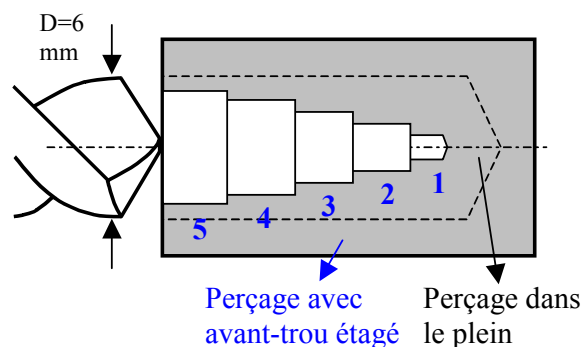 D=6
mm
5
4
3
2
1
Perçage avec
avant-trou étagé
Perçage dans
le plein